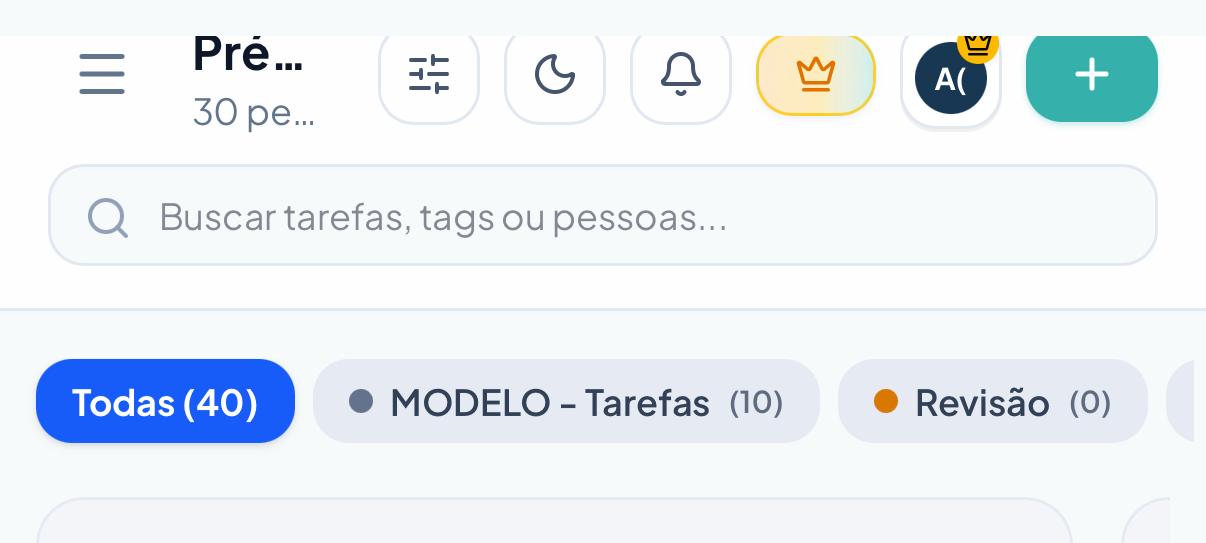 Pré...
30 pe...
A(
Buscar tarefas, tags ou pessoas...
Todas (40)
MODELO - Tarefas (10)
Revisão (0)